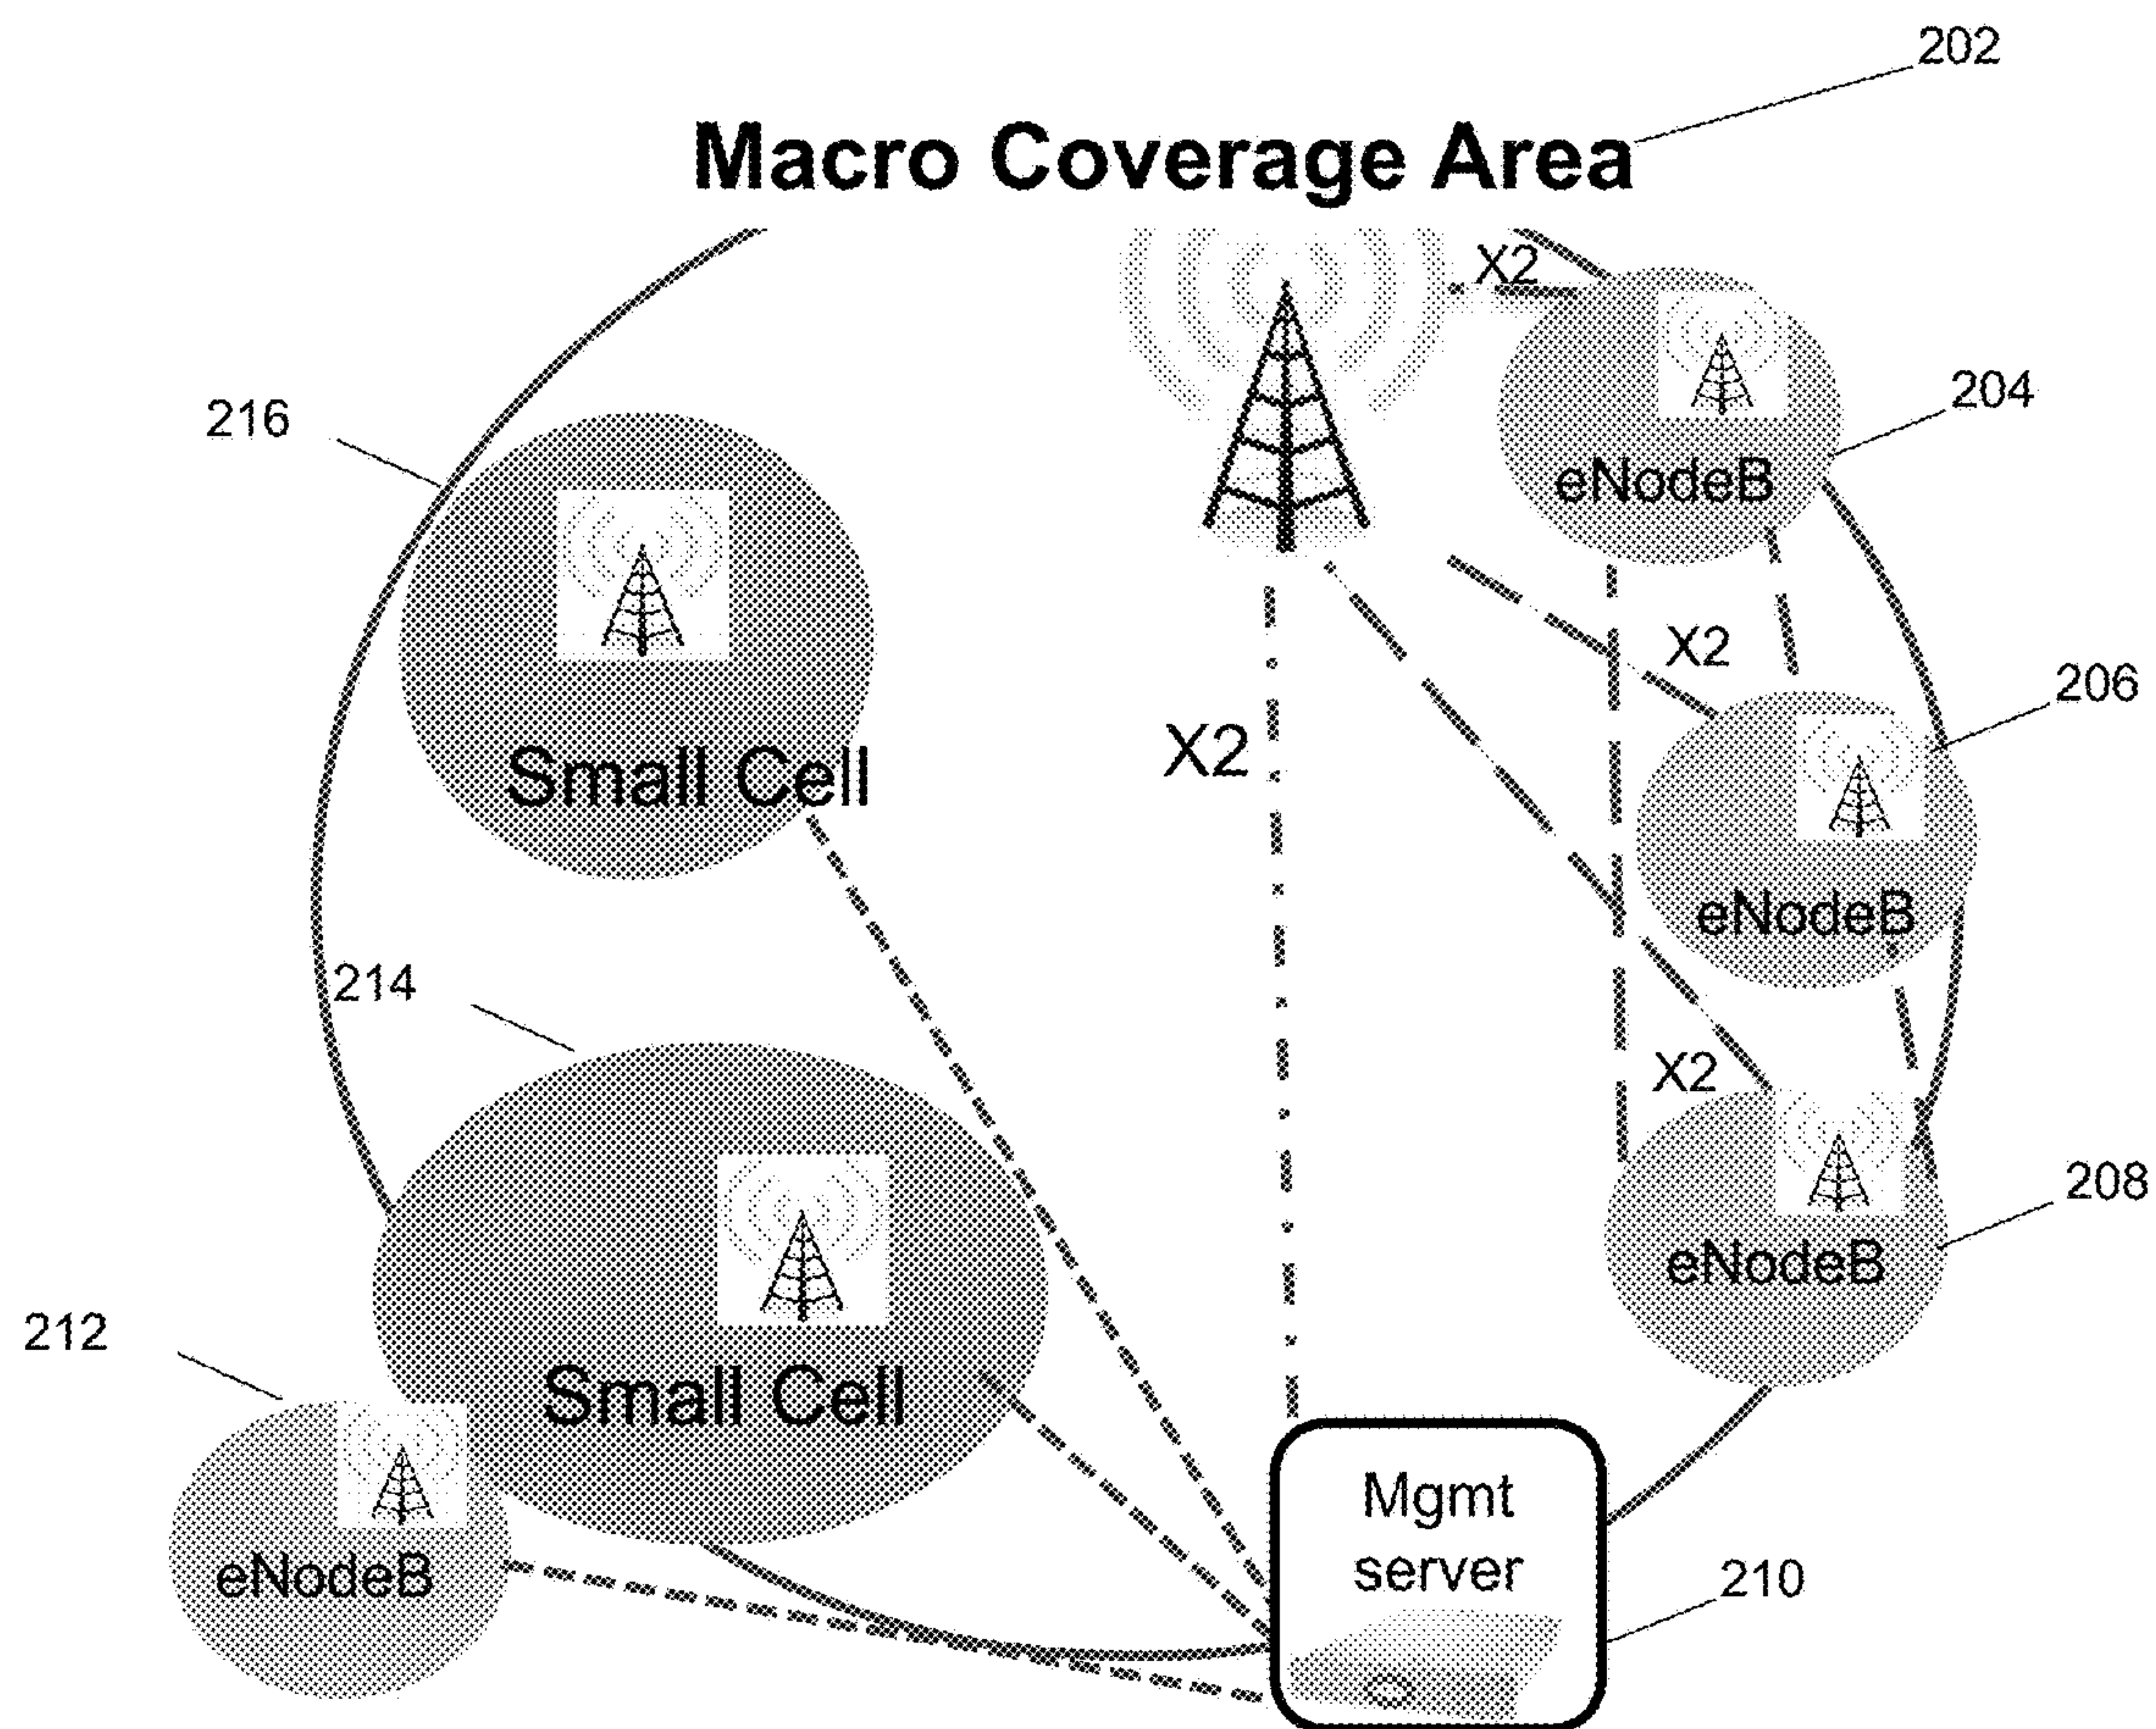 202
Macro Coverage Area
X2
216
204
eNodeB
X2
206
X2
Small Cell
eNodeB
214
X2
208
eNodeB
212
Small Cell
Mgmt
server
eNodeB
210